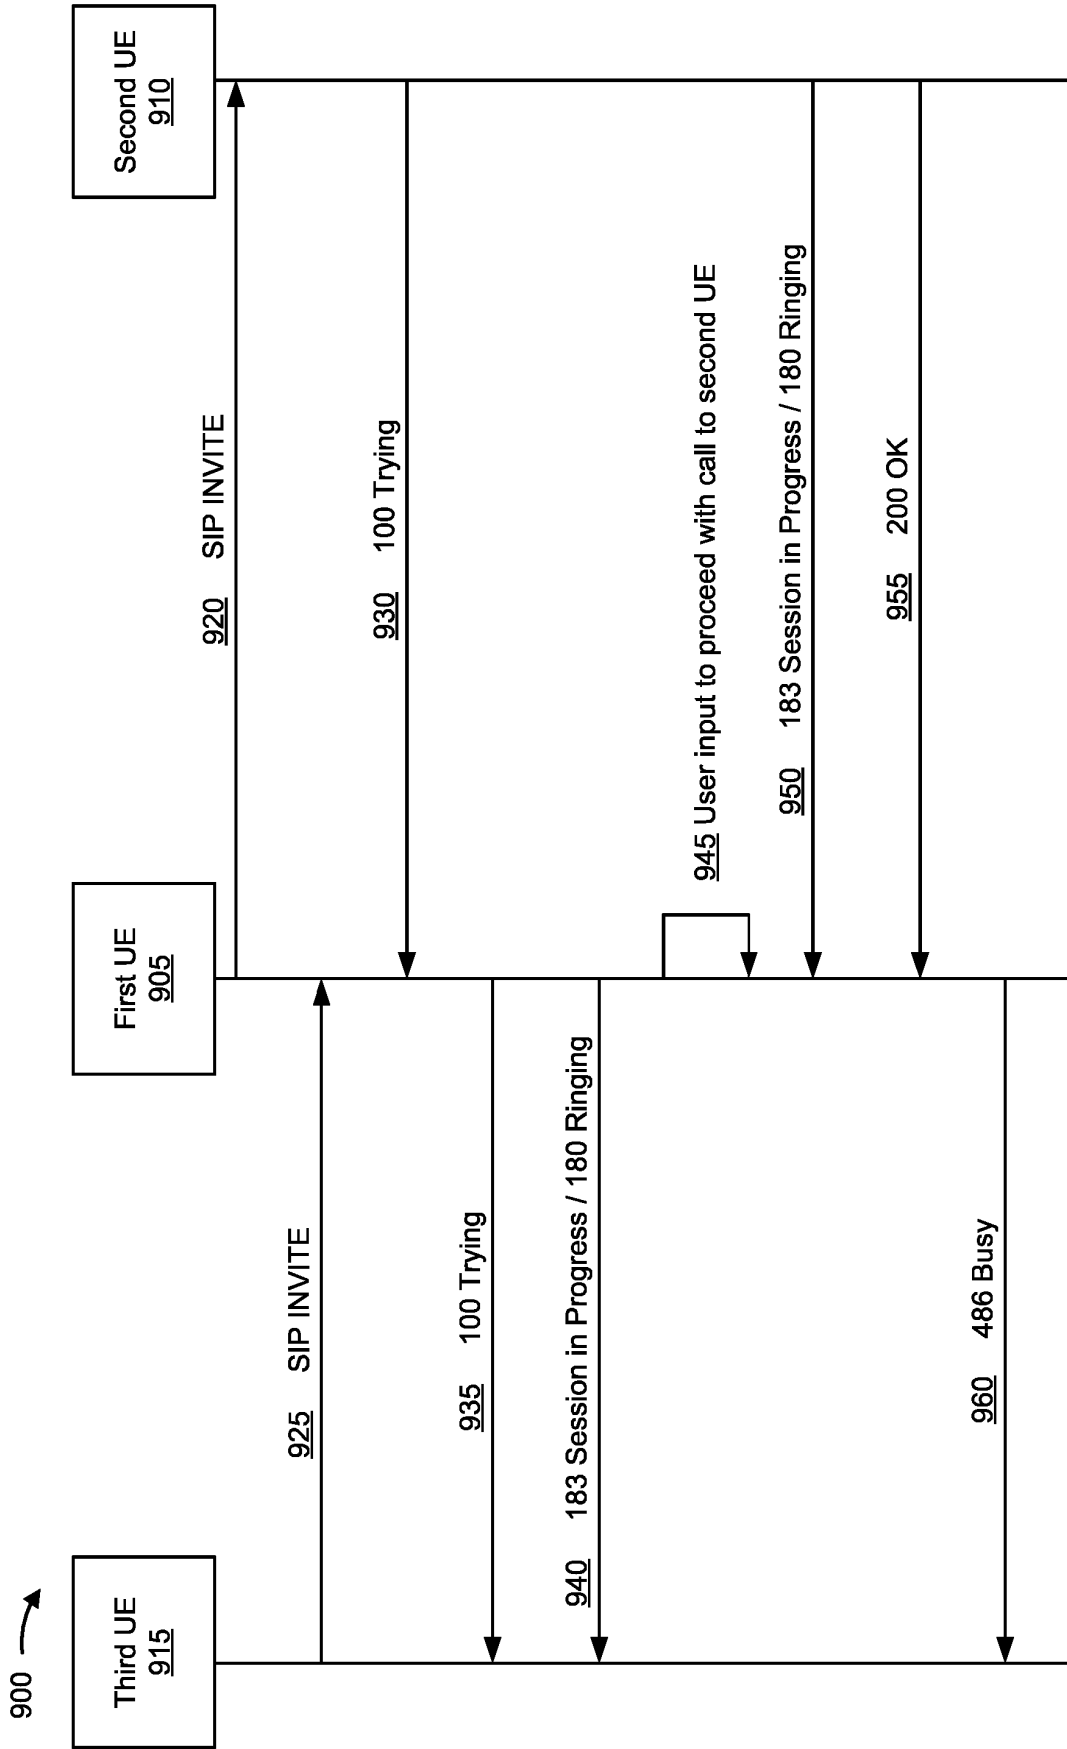 900
Third UE
915
First UE
905
Second UE
910
920 SIP INVITE
925 SIP INVITE
930 100 Trying
935 100 Trying
940 183 Session in Progress / 180 Ringing
945 User input to proceed with call to second UE
950 183 Session in Progress / 180 Ringing
955 200 OK
960 486 Busy